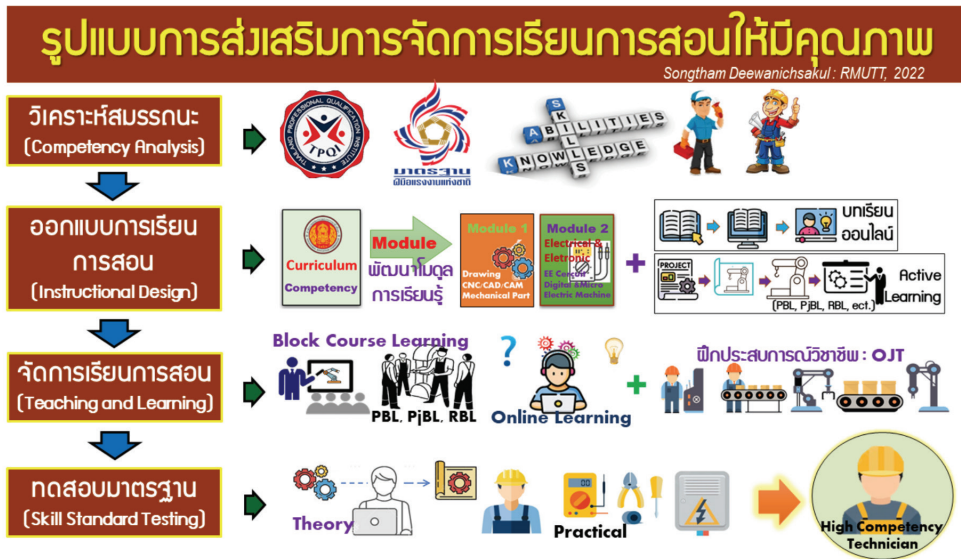 รูปแบบการส่งเสริมการจัดการเรียนการสอนให้มีคุณภาพ
Songtham Deewanichsakul : RMUTT, 2022
วิเคราะห์สมรรถนะ
(Competency Analysis)
THAILAND PROFESSIONAL QUALIFICATION INSTITUTE
TPQI
มาตรฐาน
ฝีมือแรงงานแห่งชาติ
SKILLS
ABILITIES
KNOWLEDGE
ออกแบบการเรียน
การสอน
(Instructional Design)
Curriculum
Competency
Module
พัฒนาโมดูล
การเรียนรู้
Module 1
Drawing
CNC/CAD/CAM
Mechanical Part
Module 2
Electrical &
Eletronic
EE Cercuit
Digital &Micro
Electric Machine
+
บทเรียน
ออนไลน์
PROJECT
Active
Learning
(PBL, PjBL, RBL, ect.)
จัดการเรียนการสอน
(Teaching and Learning)
Block Course Learning
PBL, PjBL, RBL
?
Online Learning
+
ฝึกประสบการณ์วิชาชีพ : OJT
ทดสอบมาตรฐาน
(Skill Standard Testing)
Theory
Practical
High Competency
Technician